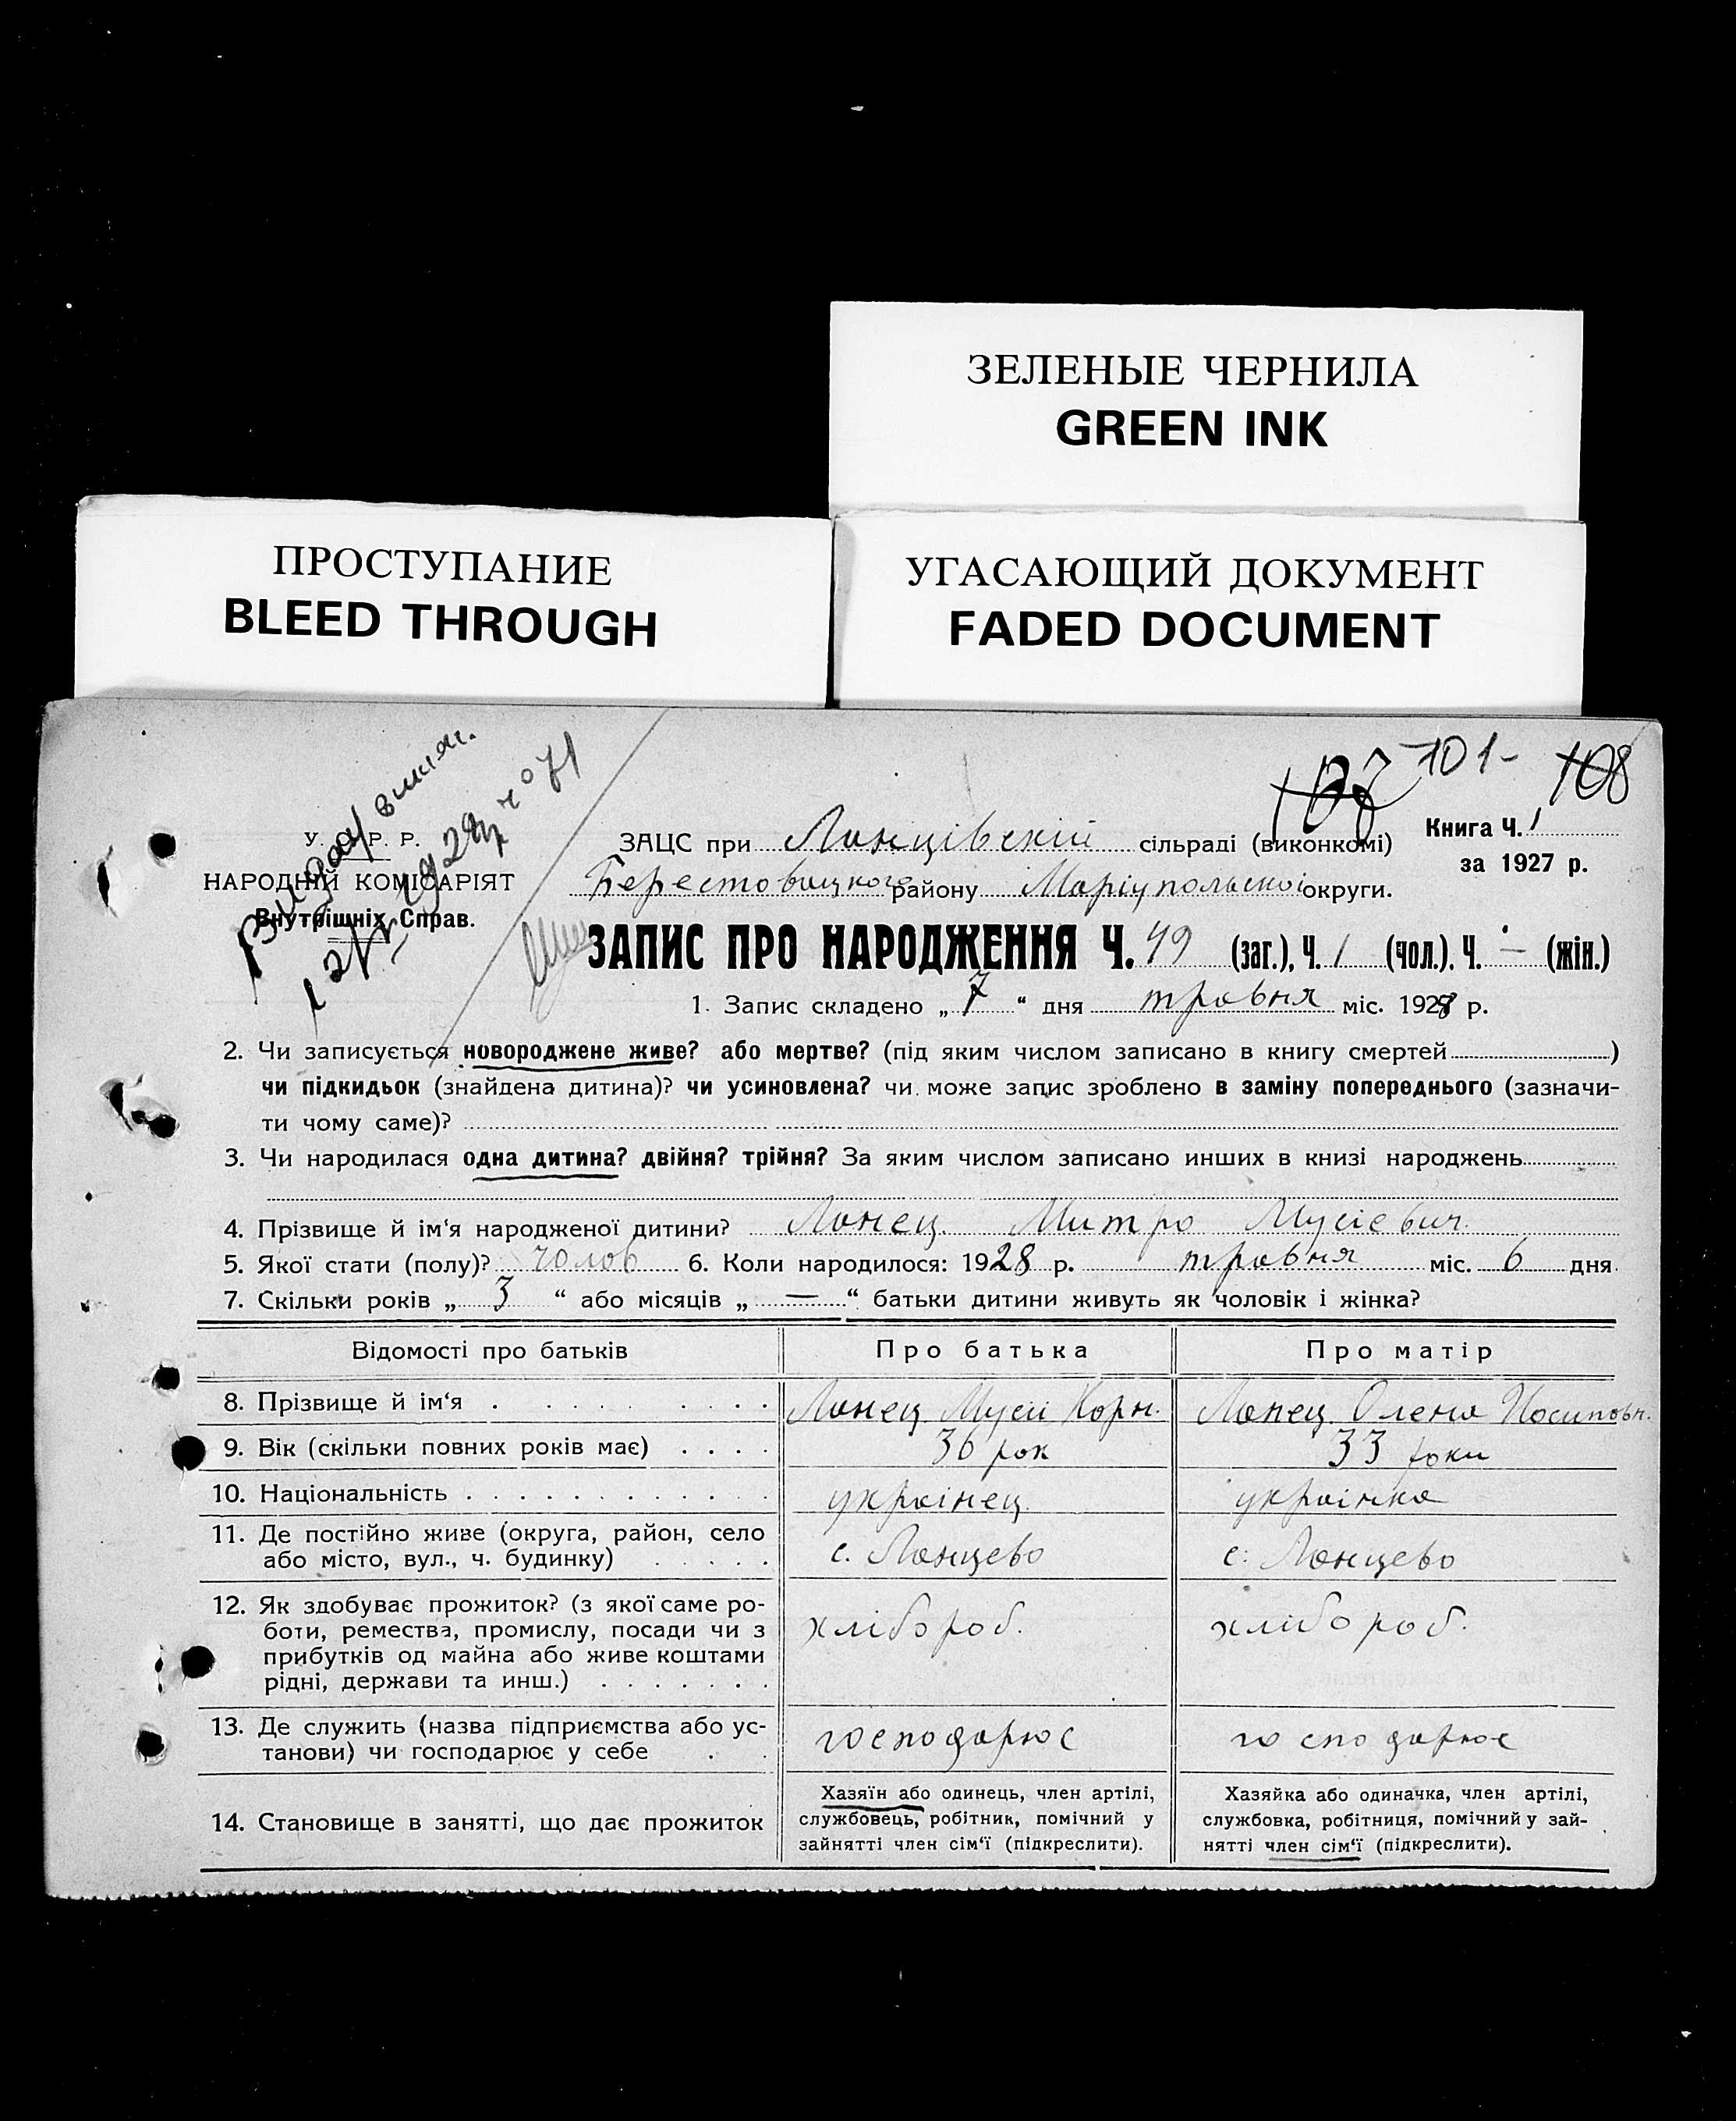 ЗЕЛЕНЫЕ ЧЕРНИЛА
GREEN INK
ПРОСТУПАНИЕ
BLEED THROUGH
УГАСАЮЩИЙ ДОКУМЕНТ
FADED DOCUMENT
101- 108
У. С. Р. Р.
НАРОДНІЙ КОМІСАРІЯТ
Внутрішніх Справ.
ЗАЦС при Ланцівскій сільраді (виконкомі)
Книга Ч. 1
за 1927 р.
Берестовецкого району Маріупольскої округи.
ЗАПИС ПРО НАРОДЖЕННЯ Ч. 49 (заг.), Ч. 1 (чол.). Ч. — (жін.)
1. Запис складено „ 7 “ дня травня міс. 1928 р.
2. Чи записується новороджене живе? або мертве? (під яким числом записано в книгу смертей)
чи підкидьок (знайдена дитина)? чи усиновлена? чи може запис зроблено в заміну попереднього (зазначи-
ти чому саме)?
3. Чи народилася одна дитина? двійня? трійня? За яким числом записано инших в книзі народжень
4. Прізвище й ім‘я народженої дитини? Ланец. Митро Мусієвич.
5. Якої стати (полу)? чолов 6. Коли народилося: 1928 р. травня міс. 6 дня
7. Скільки років „ 3 “ або місяців „ — “ батьки дитини живуть як чоловік і жінка?
Відомості про батьків Про батька Про матір
8. Прізвище й ім‘я Ланец Мусій Корн. Ланец Олена Йосиповн.
9. Вік (скільки повних років має) 36 рок 33 роки
10. Національність українец українка
11. Де постійно живе (округа, район, село
або місто, вул., ч. будинку) с. Ланцево с. Ланцево
12. Як здобуває прожиток? (з якої саме ро-
боти, ремества, промислу, посади чи з
прибутків од майна або живе коштами
рідні, держави та инш.) хлібороб. хлібороб.
13. Де служить (назва підприємства або ус-
танови) чи господарює у себе господарює господарює
14. Становище в занятті, що дає прожиток
Хазяїн або одинець, член артілі,
службовець, робітник, помічний у
зайнятті член сім‘ї (підкреслити).
Хазяйка або одиначка, член артілі,
службовка, робітниця, помічний у зай-
нятті член сім‘ї (підкреслити).